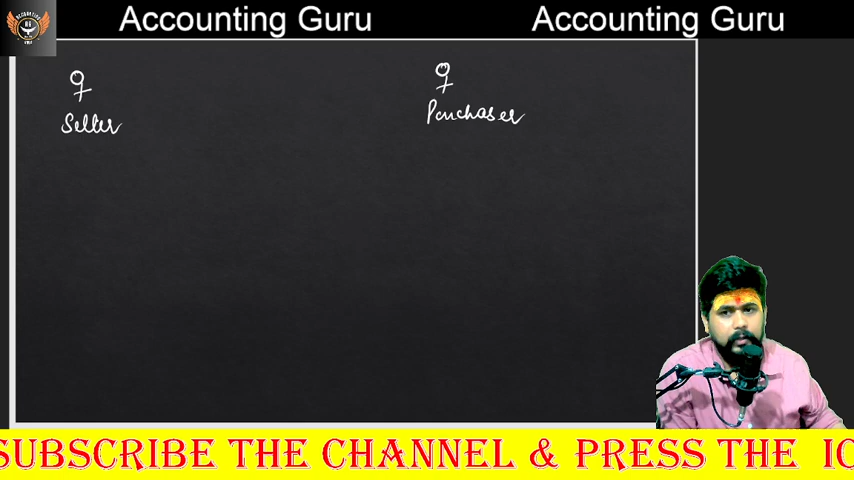 Accounting Guru Accounting Guru
Seller
Purchaser
SUBSCRIBE THE CHANNEL & PRESS THE IC